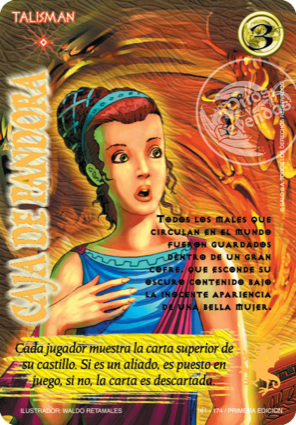 TALISMAN
3
CAJA DE PANDORA
TODOS LOS MALES QUE
CIRCULAN EN EL MUNDO
FUERON GUARDADOS
DENTRO DE UN GRAN
COFRE, QUE ESCONDE SU
OSCURO CONTENIDO BAJO
LA INOCENTE APARIENCIA
DE UNA BELLA MUJER.
Cada jugador muestra la carta superior de
su castillo. Si es un aliado, es puesto en
juego, si no, la carta es descartada.
ILUSTRADOR: WALDO RETAMALES
161 - 174 / PRIMERA EDICION